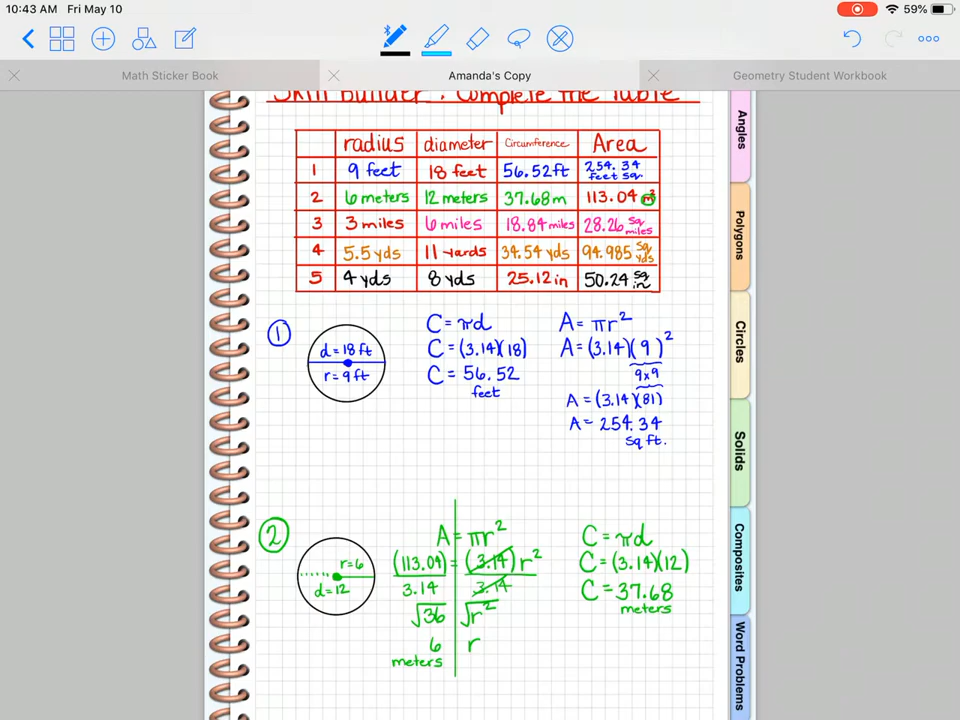 10:43 AM Fri May 10
59%
Math Sticker Book
Amanda's Copy
Geometry Student Workbook
Skill Builder: Complete the Table
radius diameter Circumference Area
1 9 feet 18 feet 56.52ft 254.34 feet sq.
2 6 meters 12 meters 37.68m 113.04 m²
3 3 miles 6 miles 18.84 miles 28.26 sq miles
4 5.5 yds 11 yards 34.54 yds 94.985 sq yds
5 4 yds 8 yds 25.12 in 50.24 sq in
①
d = 18 ft
r = 9 ft
C = πd
C = (3.14)(18)
C = 56.52
feet
A = πr²
A = (3.14)(9)²
9x9
A = (3.14)(81)
A = 254.34
sq ft.
②
r=6
d=12
A = πr²
(113.04) = (3.14) r²
3.14 3.14
√36 √r²
6 r
meters
C = πd
C = (3.14)(12)
C = 37.68
meters
Angles
Polygons
Circles
Solids
Composites
Word Problems